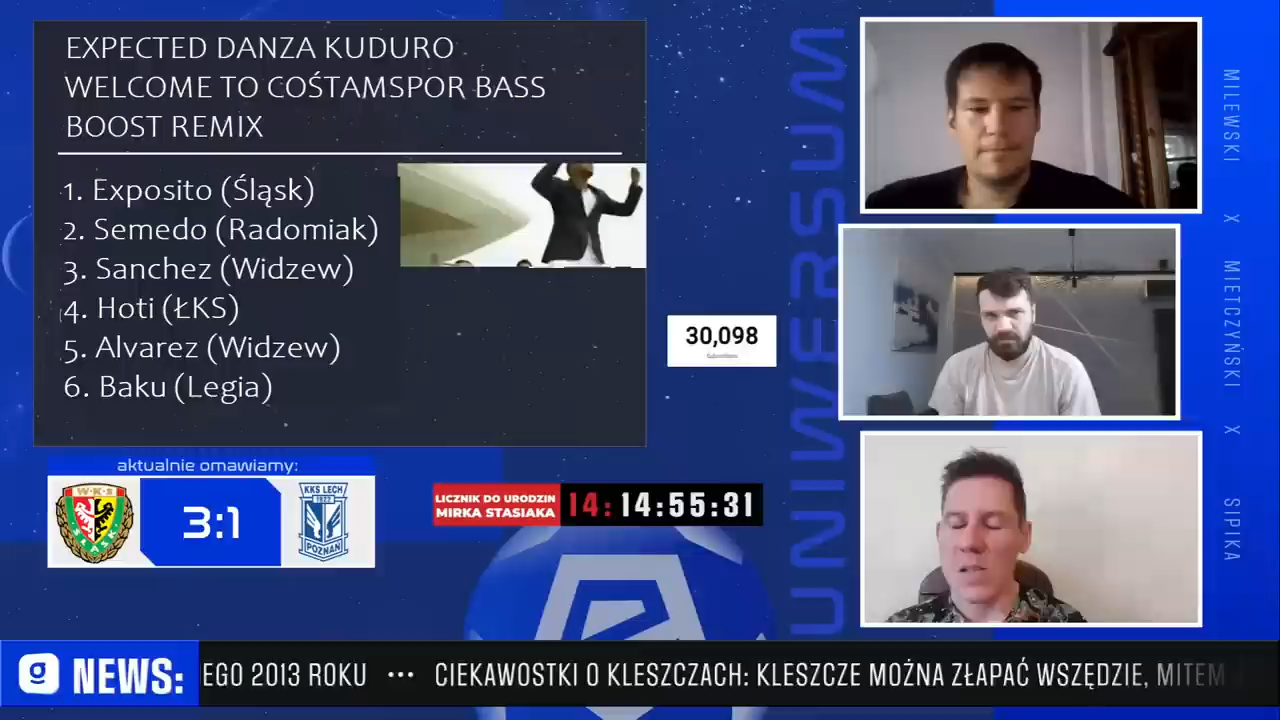 EXPECTED DANZA KUDURO
WELCOME TO COŚTAMSPOR BASS
BOOST REMIX
1. Exposito (Śląsk)
2. Semedo (Radomiak)
3. Sanchez (Widzew)
4. Hoti (ŁKS)
5. Alvarez (Widzew)
6. Baku (Legia)
aktualnie omawiamy:
W·K·S
3:1
KKS LECH
1922
POZNAŃ
30,098
LICZNIK DO URODZIN
MIRKA STASIAKA
14:14:55:31
UNIWERSUM
MILEWSKI X MIETCZYŃSKI X SIPIKA
g NEWS:
EGO 2013 ROKU ••• CIEKAWOSTKI O KLESZCZACH: KLESZCZE MOŻNA ZŁAPAĆ WSZĘDZIE, MITEM